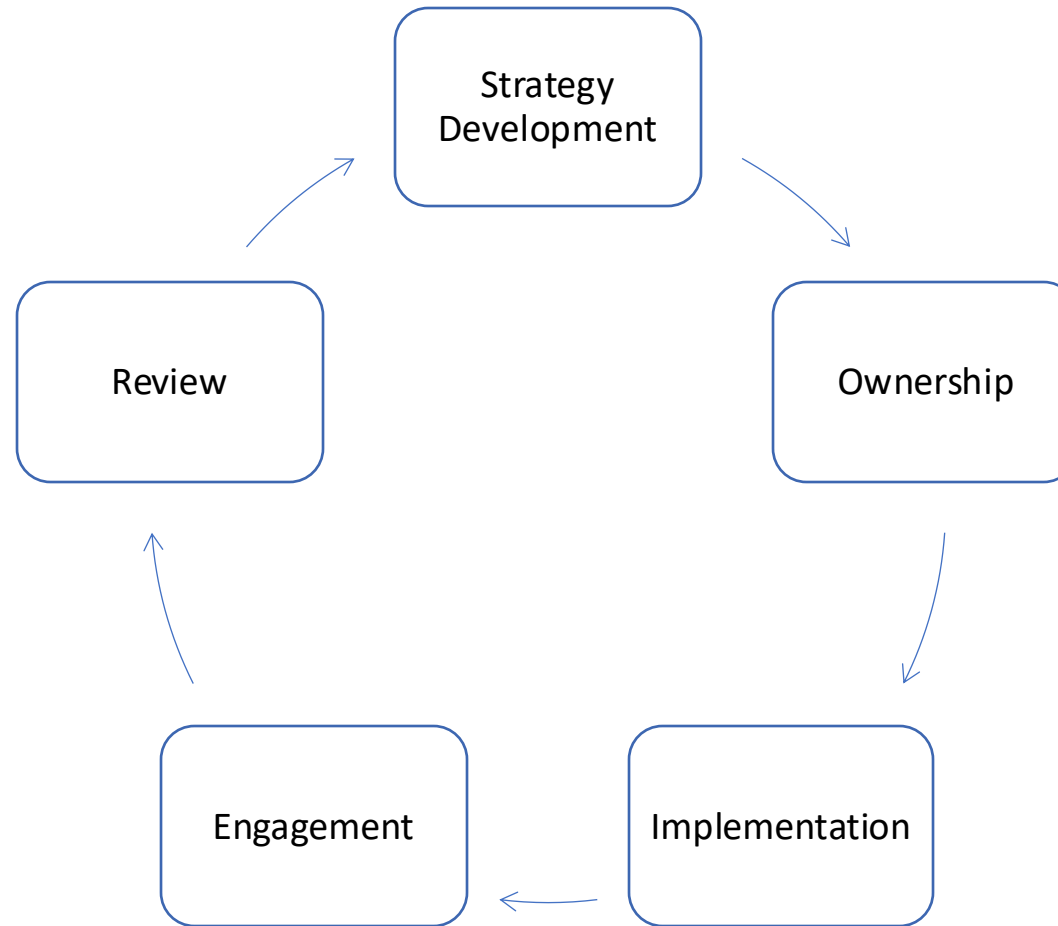 Strategy
Development
Ownership
Implementation
Engagement
Review